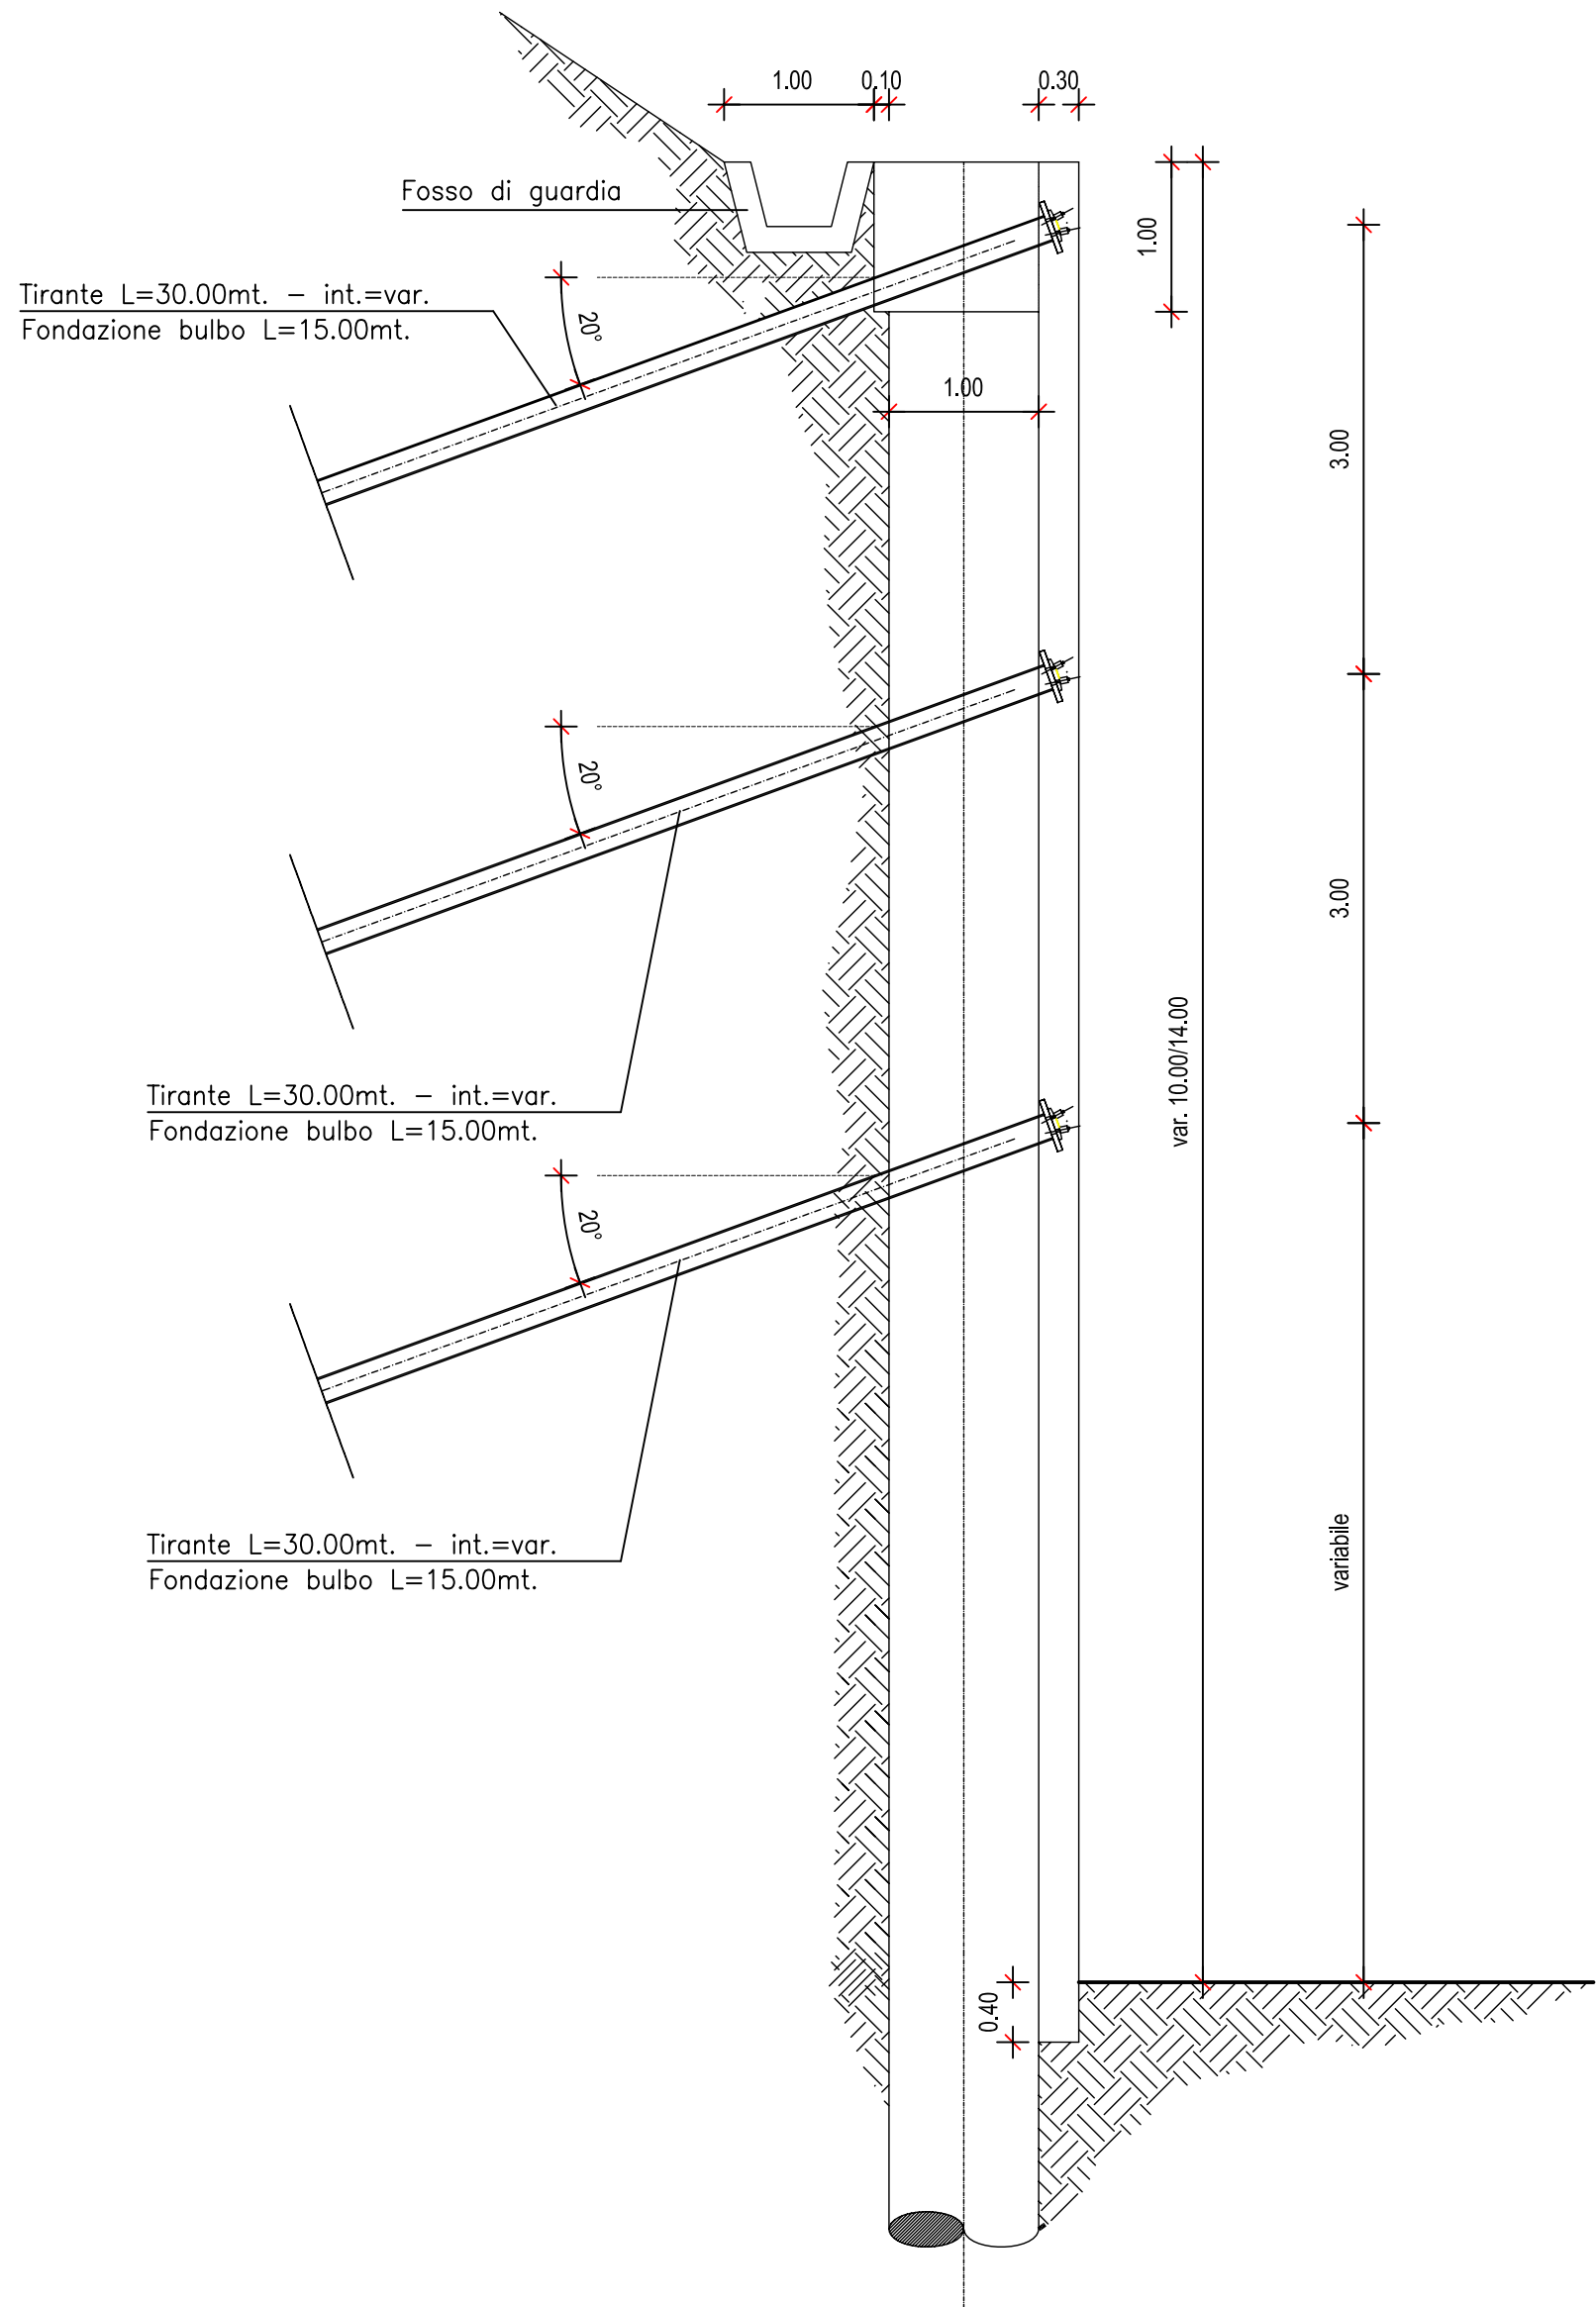 1.00
0.10
0.30
Fosso di guardia
1.00
Tirante L=30.00mt. – int.=var.
Fondazione bulbo L=15.00mt.
20°
1.00
3.00
20°
3.00
var. 10.00/14.00
Tirante L=30.00mt. – int.=var.
Fondazione bulbo L=15.00mt.
20°
Tirante L=30.00mt. – int.=var.
Fondazione bulbo L=15.00mt.
variabile
0.40